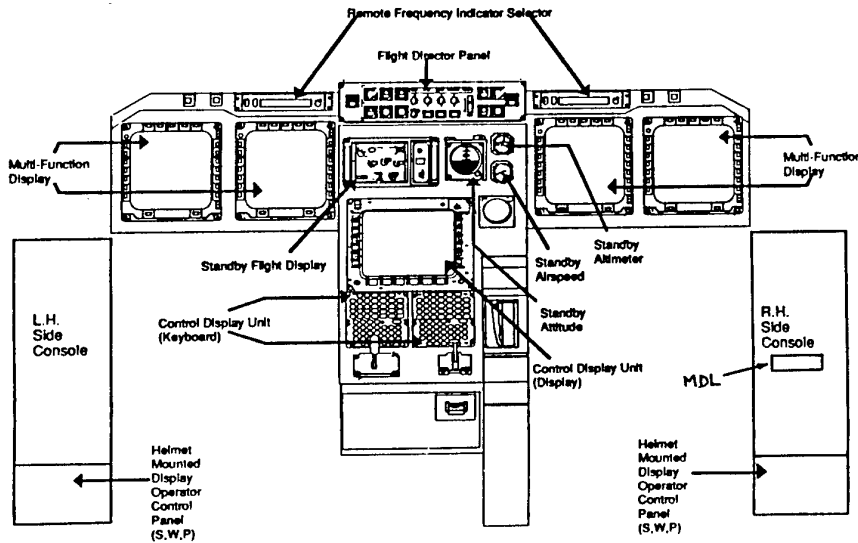 Remote Frequency Indicator Selector
Flight Director Panel
Multi-Function
Display
Multi-Function
Display
Standby Flight Display
Standby
Altimeter
Standby
Airspeed
L.H.
Side
Console
Control Display Unit
(Keyboard)
Standby
Attitude
R.H.
Side
Console
Control Display Unit
(Display)
MDL
Helmet
Mounted
Display
Operator
Control
Panel
(S,W,P)
Helmet
Mounted
Display
Operator
Control
Panel
(S,W,P)